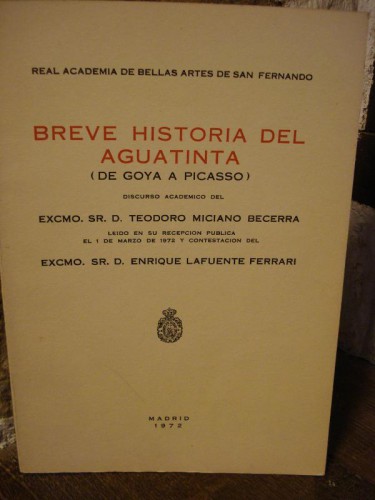 REAL ACADEMIA DE BELLAS ARTES DE SAN FERNANDO
BREVE HISTORIA DEL
AGUATINTA
(DE GOYA A PICASSO)
DISCURSO ACADEMICO DEL
EXCMO. SR. D. TEODORO MICIANO BECERRA
LEIDO EN SU RECEPCION PUBLICA
EL 1 DE MARZO DE 1972 Y CONTESTACION DEL
EXCMO. SR. D. ENRIQUE LAFUENTE FERRARI
MADRID
1972